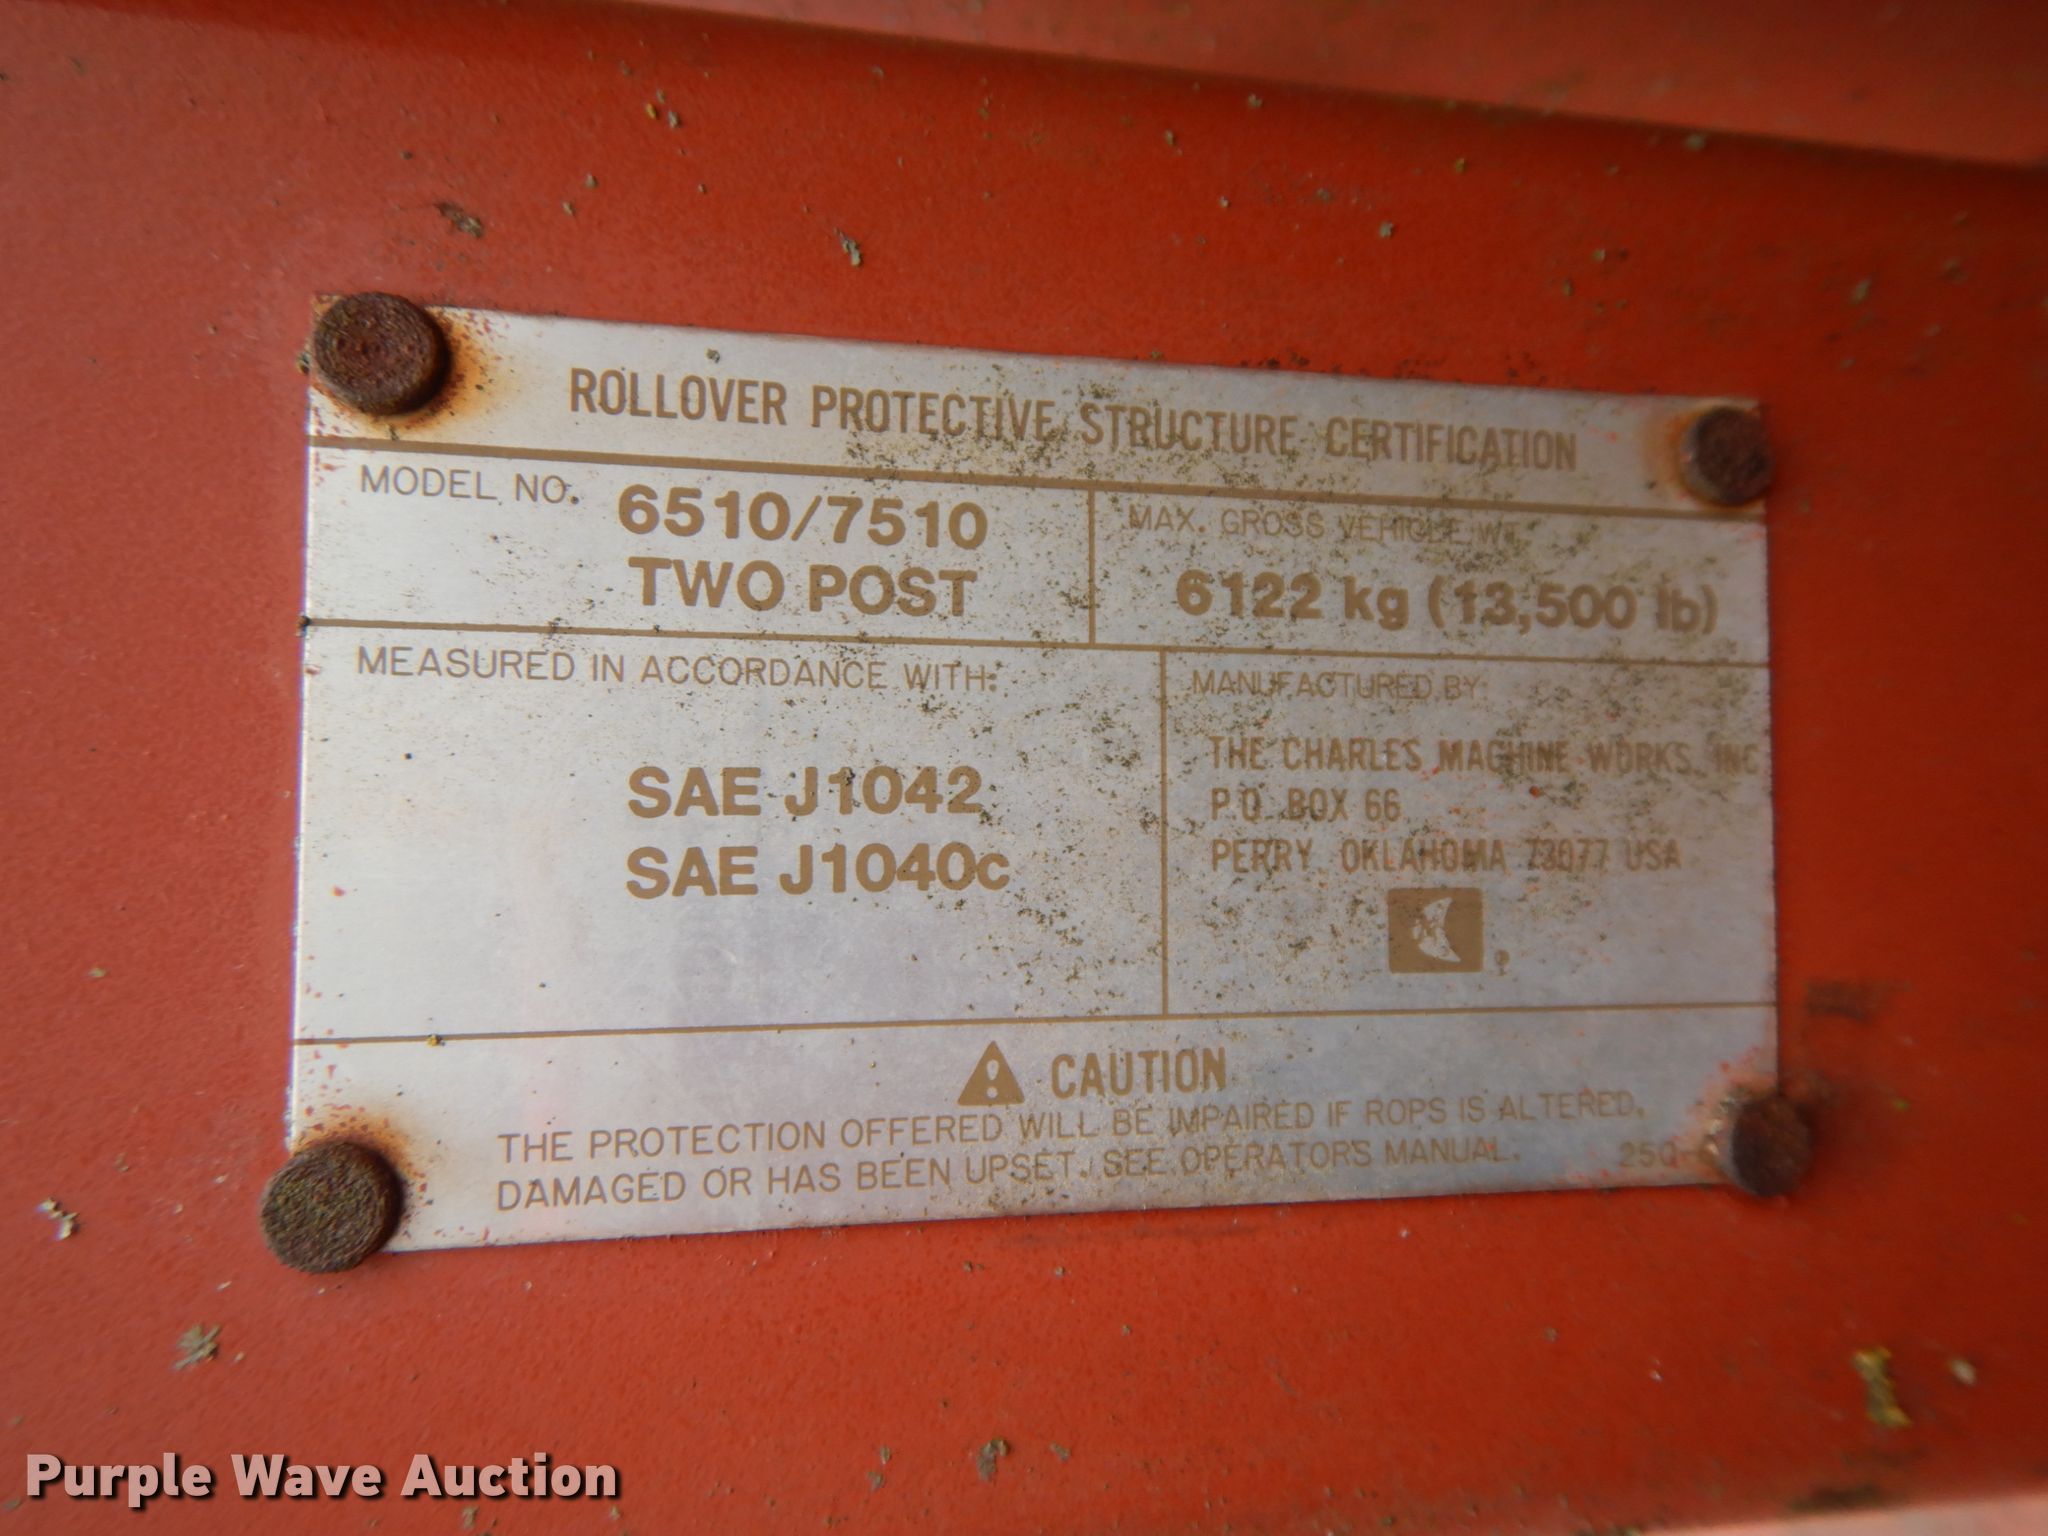 ROLLOVER PROTECTIVE STRUCTURE CERTIFICATION
MODEL NO. 6510/7510
TWO POST
MAX. GROSS VEHICLE WT.
6122 kg (13,500 lb)
MEASURED IN ACCORDANCE WITH:
SAE J1042
SAE J1040c
MANUFACTURED BY:
THE CHARLES MACHINE WORKS, INC
P.O. BOX 66
PERRY, OKLAHOMA 73077 USA
CAUTION
THE PROTECTION OFFERED WILL BE IMPAIRED IF ROPS IS ALTERED,
DAMAGED OR HAS BEEN UPSET. SEE OPERATOR'S MANUAL.
Purple Wave Auction